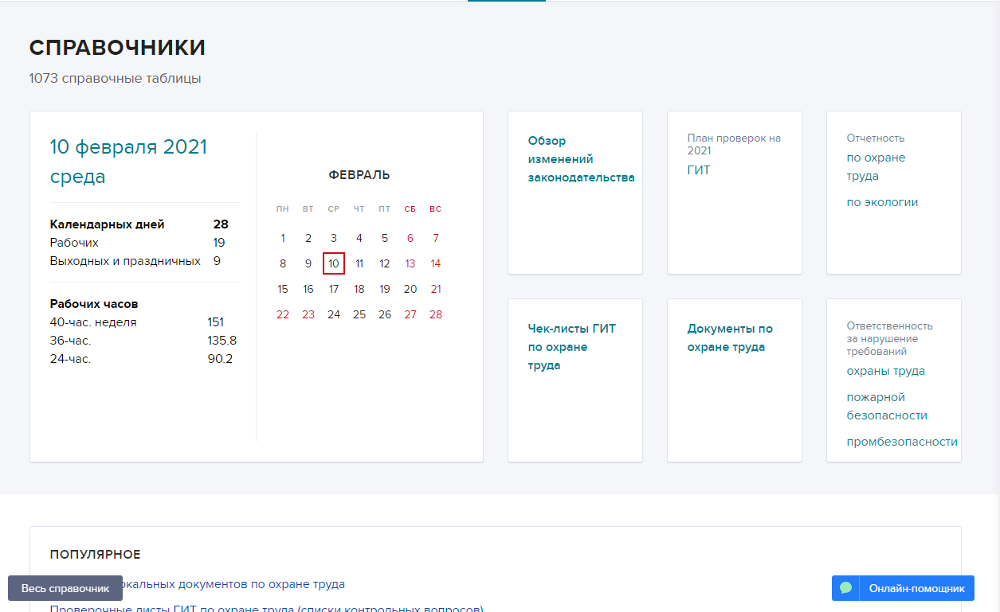 СПРАВОЧНИКИ
1073 справочные таблицы
10 февраля 2021
среда
Календарных дней 28
Рабочих 19
Выходных и праздничных 9
Рабочих часов
40-час. неделя 151
36-час. 135.8
24-час. 90.2
ФЕВРАЛЬ
ПН ВТ СР ЧТ ПТ СБ ВС
1 2 3 4 5 6 7
8 9 10 11 12 13 14
15 16 17 18 19 20 21
22 23 24 25 26 27 28
Обзор
изменений
законодательства
План проверок на
2021
ГИТ
Отчетность
по охране
труда
по экологии
Чек-листы ГИТ
по охране
труда
Документы по
охране труда
Ответственность
за нарушение
требований
охраны труда
пожарной
безопасности
промбезопасности
ПОПУЛЯРНОЕ
документов по охране труда
Весь справочник
Онлайн-помощник
Проверочные листы ГИТ по охране труда (списки контрольных вопросов)